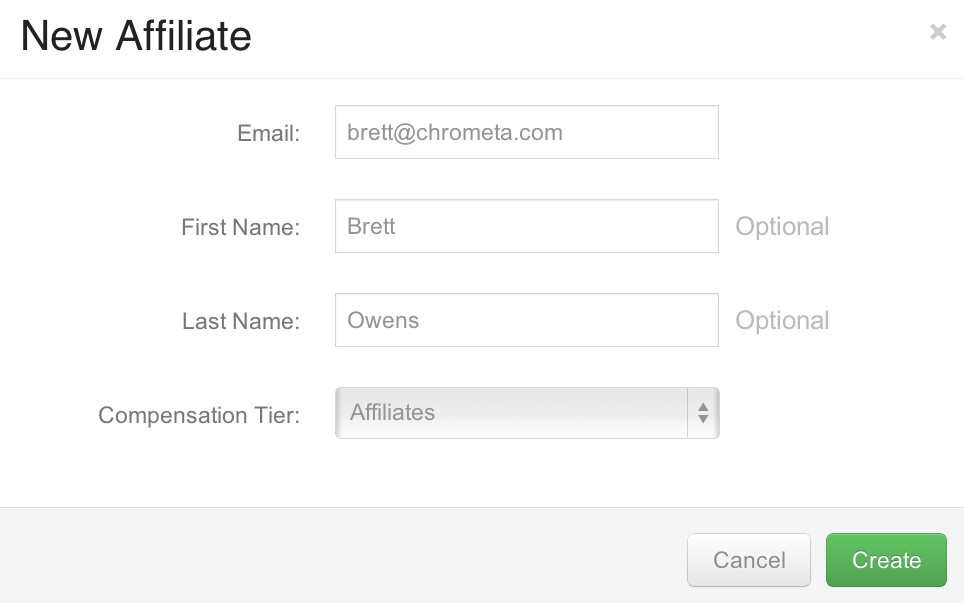 New Affiliate ×
Email: brett@chrometa.com
First Name: Brett Optional
Last Name: Owens Optional
Compensation Tier: Affiliates
Cancel Create